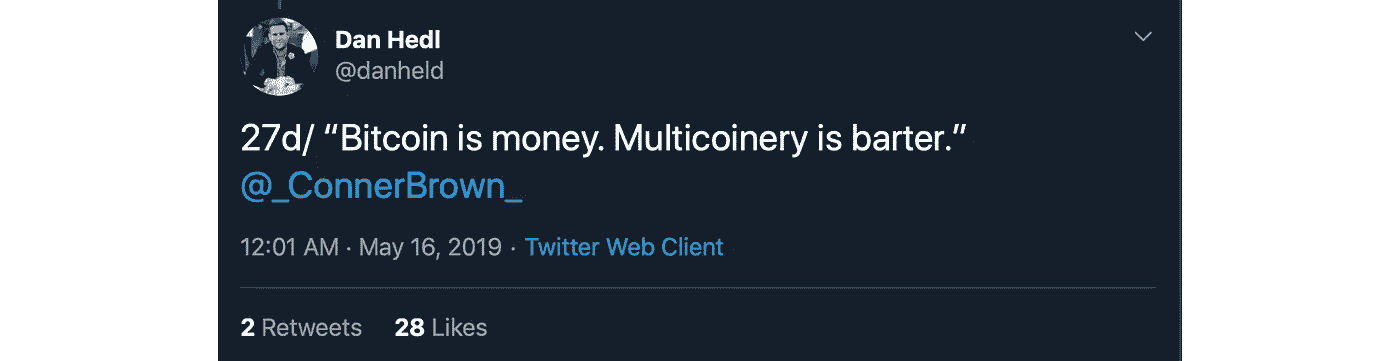 Dan Hedl
@danheld
27d/ “Bitcoin is money. Multicoinery is barter.”
@_ConnerBrown_
12:01 AM · May 16, 2019 · Twitter Web Client
2 Retweets 28 Likes